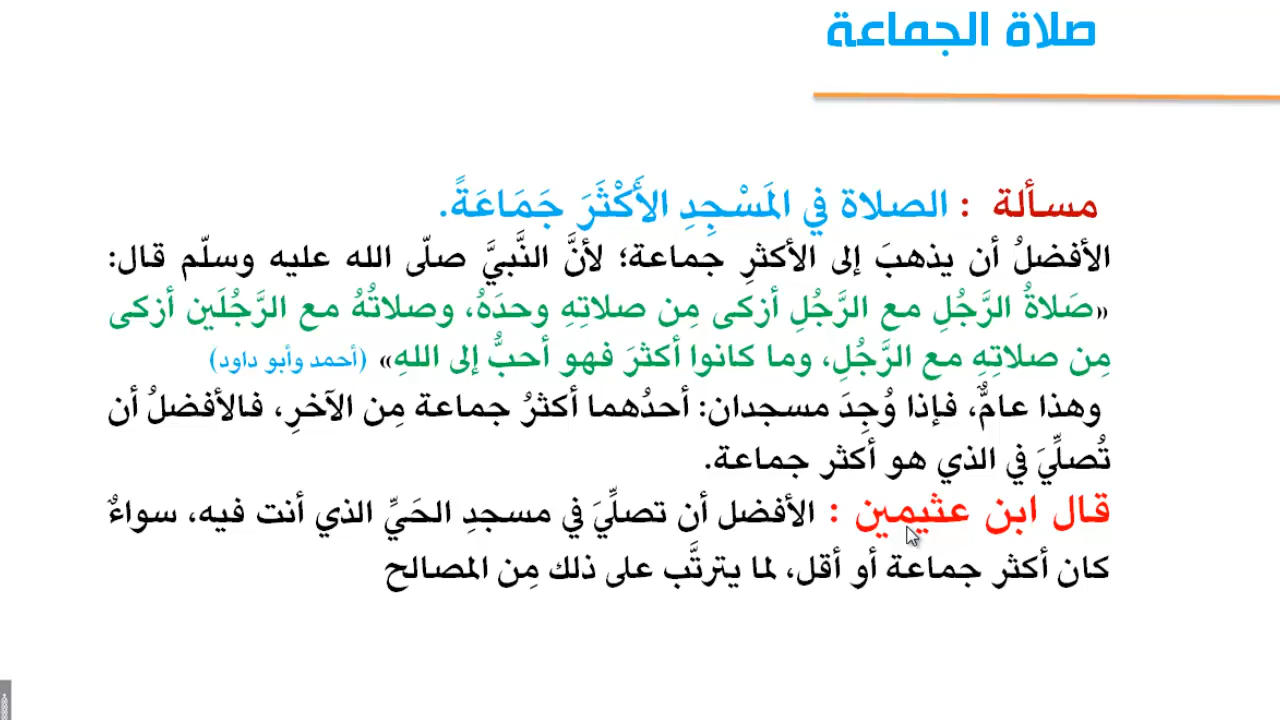 صلاة الجماعة
مسألة : الصلاة في المَسْجِدِ الأَكْثَرَ جَمَاعَةً.
الأفضلُ أن يذهبَ إلى الأكثرِ جماعة؛ لأنَّ النَّبيَّ صلّى الله عليه وسلّم قال:
«صَلاةُ الرَّجُلِ مع الرَّجُلِ أزكى مِن صلاتِهِ وحدَهُ، وصلاتُهُ مع الرَّجُلَين أزكى
مِن صلاتِهِ مع الرَّجُلِ، وما كانوا أكثرَ فهو أحبُّ إلى اللهِ» (أحمد وأبو داود)
وهذا عامٌّ، فإذا وُجِدَ مسجدان: أحدُهما أكثرُ جماعة مِن الآخرِ، فالأفضلُ أن
تُصلِّيَ في الذي هو أكثر جماعة.
قال ابن عثيمين : الأفضل أن تصلِّيَ في مسجدِ الحَيِّ الذي أنت فيه، سواءٌ
كان أكثر جماعة أو أقل، لما يترتَّب على ذلك مِن المصالح